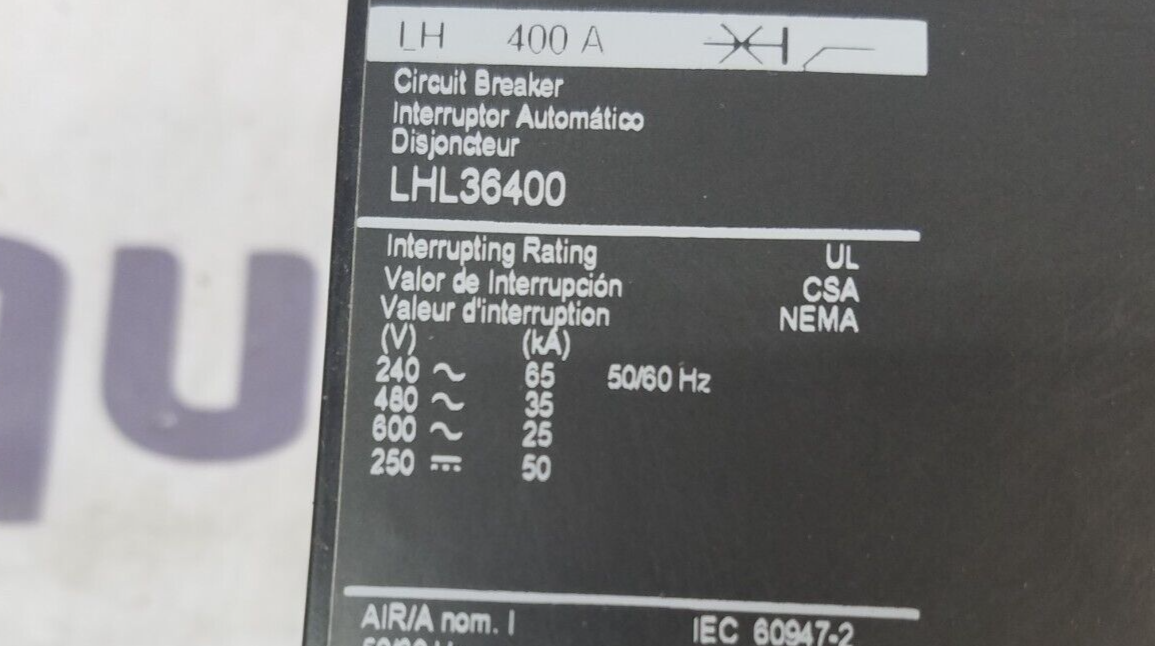 LH 400 A
Circuit Breaker
Interruptor Automático
Disjoncteur
LHL36400
Interrupting Rating UL
Valor de Interrupción CSA
Valeur d'interruption NEMA
(V) (kA)
240 ~ 65 50/60 Hz
480 ~ 35
600 ~ 25
250 ⎓ 50
AIR/A nom. I IEC 60947-2